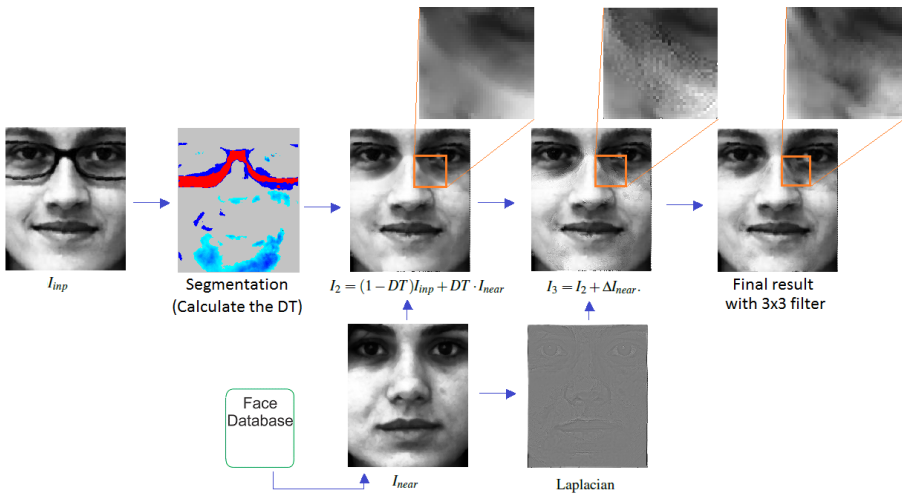 I_inp
Segmentation
(Calculate the DT)
I_2 = (1 − DT)I_inp + DT · I_near
I_3 = I_2 + ΔI_near.
Final result
with 3x3 filter
Face
Database
I_near
Laplacian